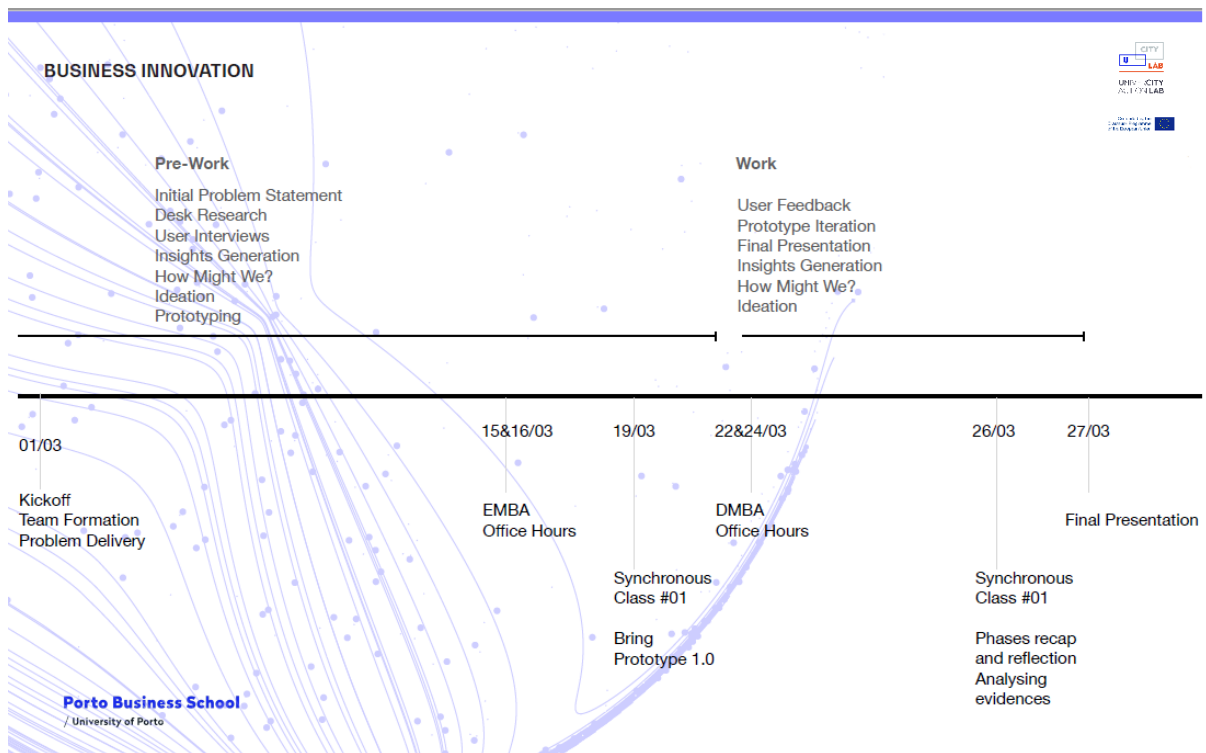 BUSINESS INNOVATION
CITY
U
LAB
Pre-Work
Initial Problem Statement
Desk Research
User Interviews
Insights Generation
How Might We?
Ideation
Prototyping
Work
User Feedback
Prototype Iteration
Final Presentation
Insights Generation
How Might We?
Ideation
01/03
Kickoff
Team Formation
Problem Delivery
15&16/03
EMBA
Office Hours
19/03
Synchronous
Class #01
Bring
Prototype 1.0
22&24/03
DMBA
Office Hours
26/03
Synchronous
Class #01
Phases recap
and reflection
Analysing
evidences
27/03
Final Presentation
Porto Business School
/ University of Porto